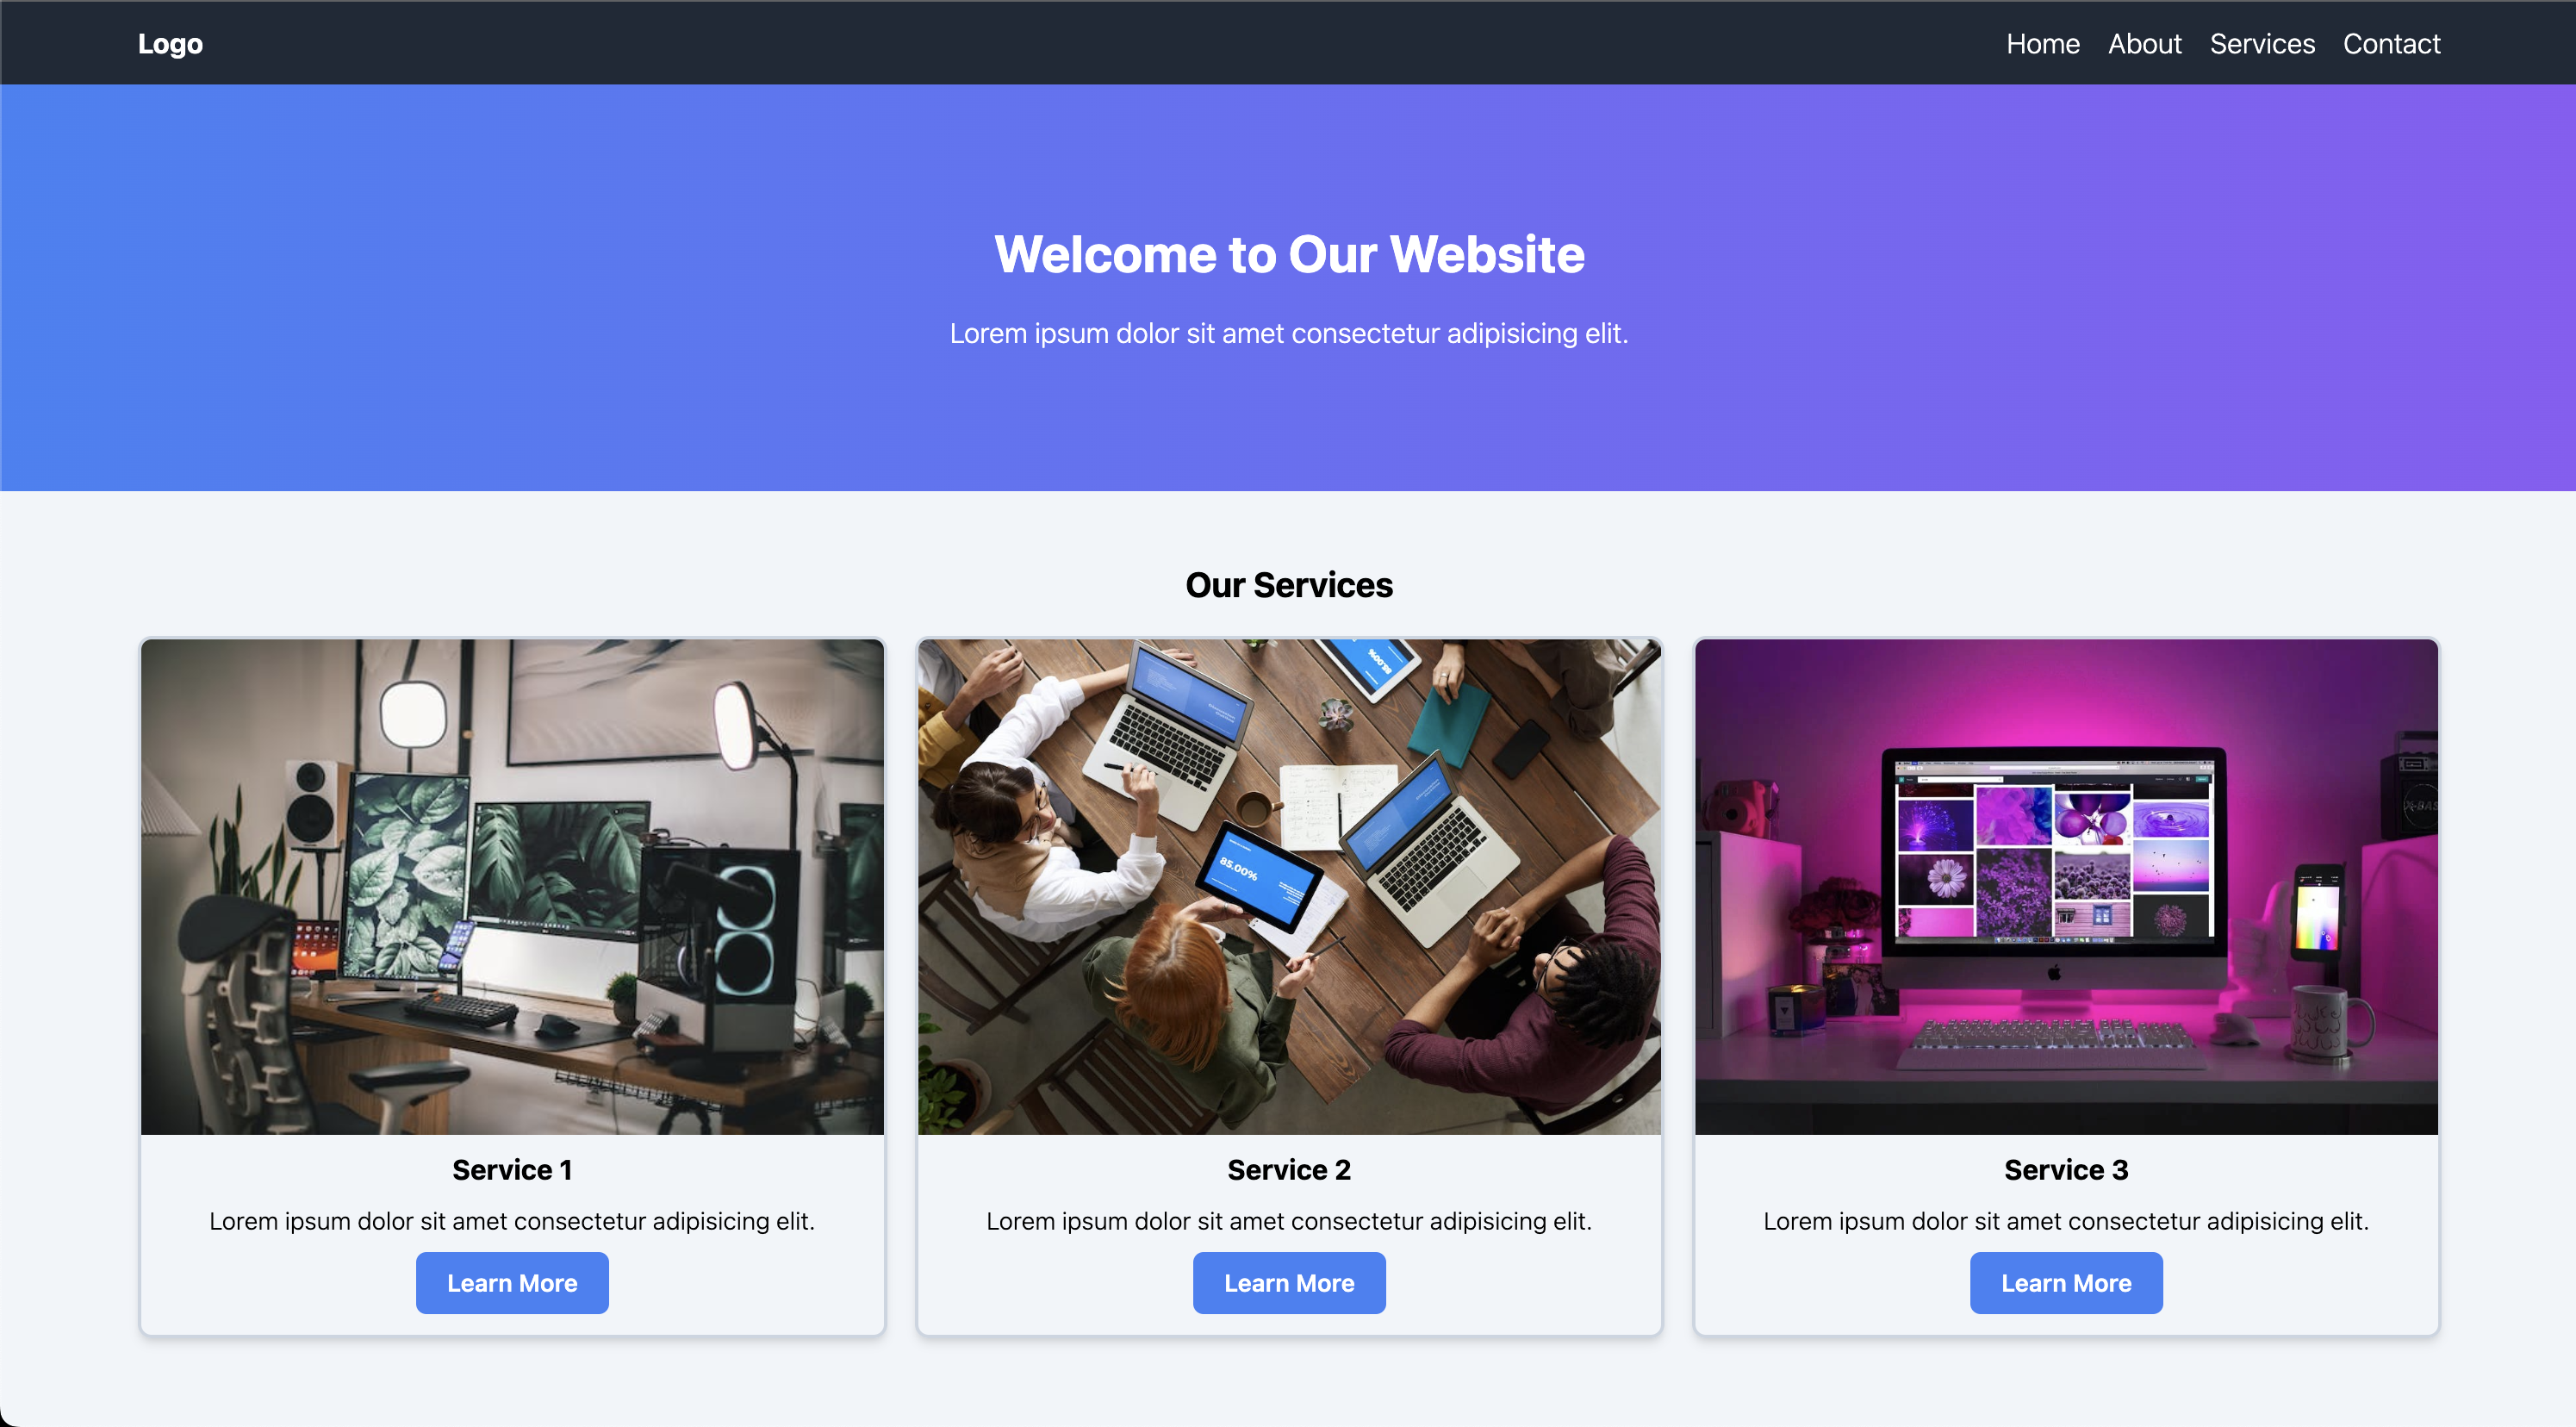 Logo
Home About Services Contact
Welcome to Our Website
Lorem ipsum dolor sit amet consectetur adipisicing elit.
Our Services
85.00%
Service 1
Lorem ipsum dolor sit amet consectetur adipisicing elit.
Learn More
Service 2
Lorem ipsum dolor sit amet consectetur adipisicing elit.
Learn More
Service 3
Lorem ipsum dolor sit amet consectetur adipisicing elit.
Learn More